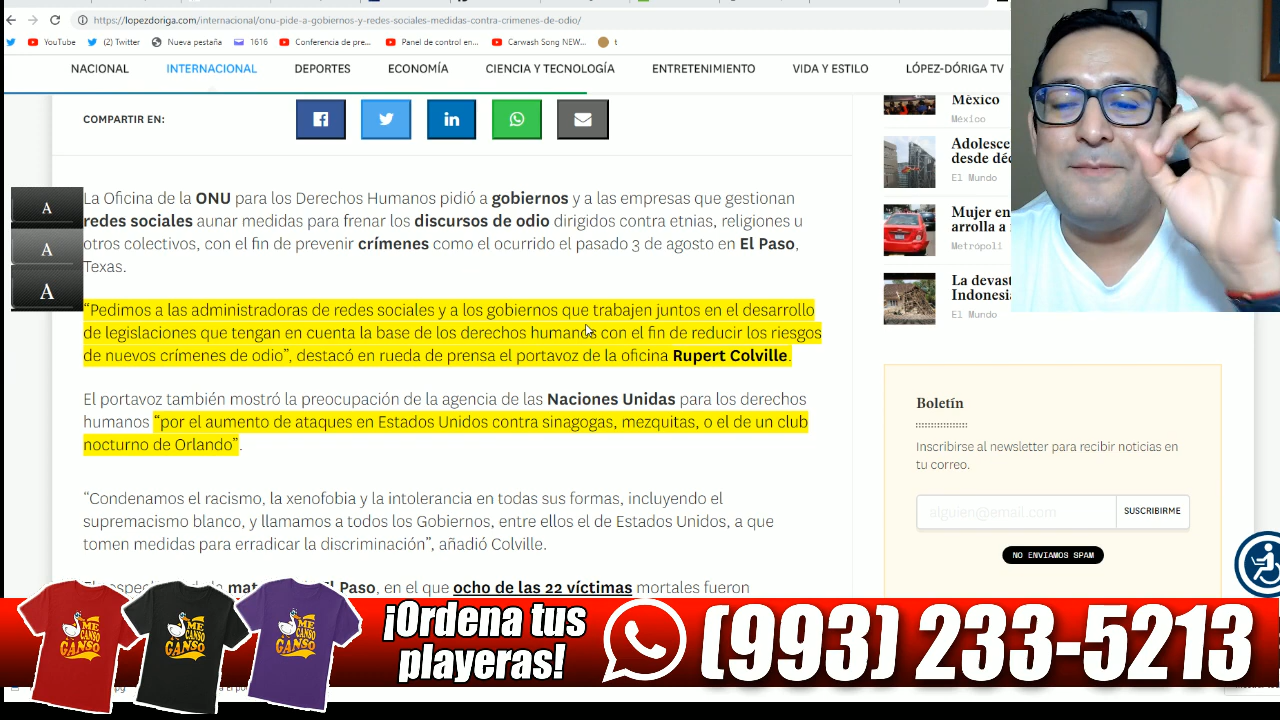 https://lopezdoriga.com/internacional/onu-pide-a-gobiernos-y-redes-sociales-medidas-contra-crimenes-de-odio/
YouTube (2) Twitter Nueva pestaña 1616 Conferencia de pre... Panel de control en... Carwash Song NEW... t
NACIONAL INTERNACIONAL DEPORTES ECONOMÍA CIENCIA Y TECNOLOGÍA ENTRETENIMIENTO VIDA Y ESTILO LÓPEZ-DÓRIGA TV
COMPARTIR EN:
A
A
A
La Oficina de la ONU para los Derechos Humanos pidió a gobiernos y a las empresas que gestionan
redes sociales aunar medidas para frenar los discursos de odio dirigidos contra etnias, religiones u
otros colectivos, con el fin de prevenir crímenes como el ocurrido el pasado 3 de agosto en El Paso,
Texas.
“Pedimos a las administradoras de redes sociales y a los gobiernos que trabajen juntos en el desarrollo
de legislaciones que tengan en cuenta la base de los derechos humanos con el fin de reducir los riesgos
de nuevos crímenes de odio”, destacó en rueda de prensa el portavoz de la oficina Rupert Colville.
El portavoz también mostró la preocupación de la agencia de las Naciones Unidas para los derechos
humanos “por el aumento de ataques en Estados Unidos contra sinagogas, mezquitas, o el de un club
nocturno de Orlando”.
“Condenamos el racismo, la xenofobia y la intolerancia en todas sus formas, incluyendo el
supremacismo blanco, y llamamos a todos los Gobiernos, entre ellos el de Estados Unidos, a que
tomen medidas para erradicar la discriminación”, añadió Colville.
El Paso, en el que ocho de las 22 víctimas mortales fueron
México
México
Adolesce
desde déc
El Mundo
Mujer en
arrolla a
Metrópoli
La devast
Indonesia
El Mundo
Boletín
Inscribirse al newsletter para recibir noticias en
tu correo.
alguien@email.com SUSCRIBIRME
NO ENVIAMOS SPAM
ME
CANSO
GANSO
ME
CANSO
GANSO
ME
CANSO
GANSO
¡Ordena tus
playeras!
(993) 233-5213